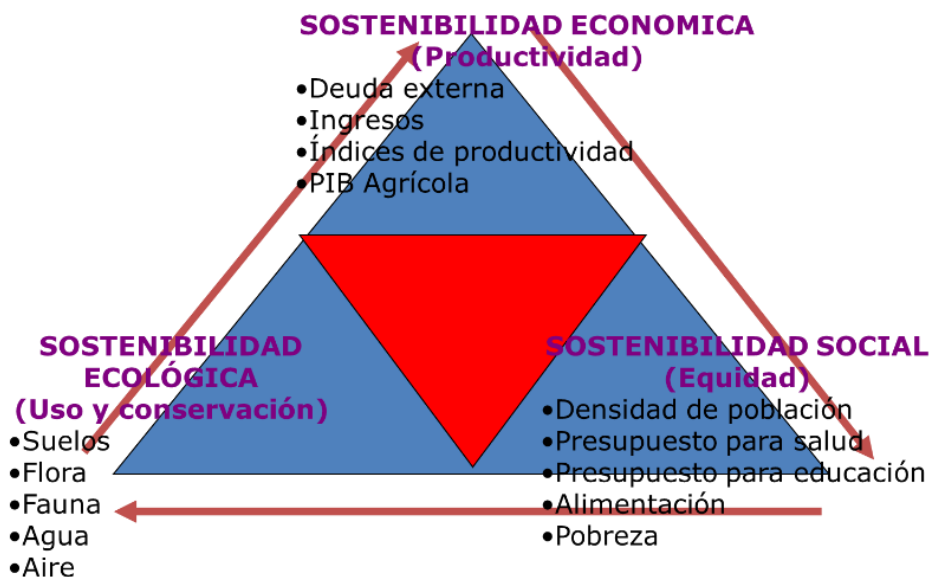 SOSTENIBILIDAD ECONOMICA
(Productividad)
•Deuda externa
•Ingresos
•Índices de productividad
•PIB Agrícola
SOSTENIBILIDAD
ECOLÓGICA
(Uso y conservación)
•Suelos
•Flora
•Fauna
•Agua
•Aire
SOSTENIBILIDAD SOCIAL
(Equidad)
•Densidad de población
•Presupuesto para salud
•Presupuesto para educación
•Alimentación
•Pobreza